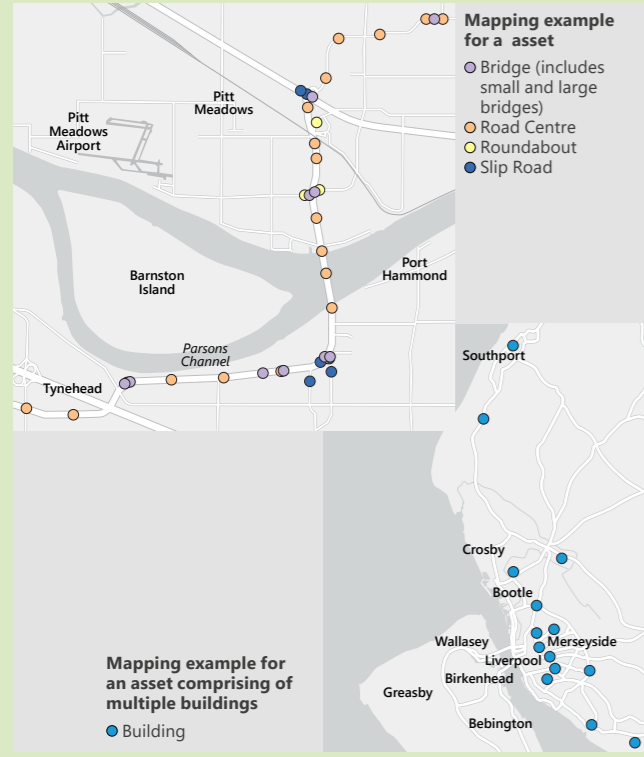 Mapping example
for a  asset
Bridge (includes
small and large
bridges)
Road Centre
Roundabout
Slip Road
Pitt
Meadows
Pitt
Meadows
Airport
Barnston
Island
Port
Hammond
Parsons
Channel
Tynehead
Southport
Crosby
Bootle
Wallasey
Merseyside
Liverpool
Birkenhead
Greasby
Bebington
Mapping example for
an asset comprising of
multiple buildings
Building